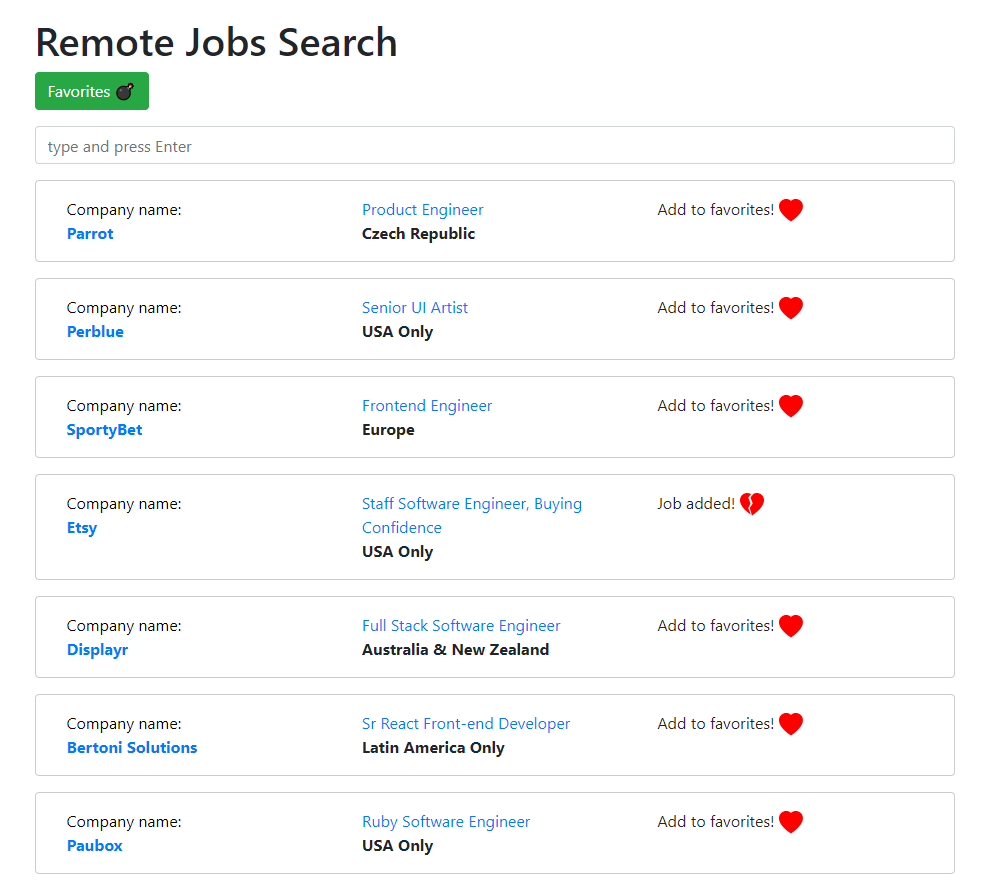 Remote Jobs Search
Favorites
type and press Enter
Company name:
Parrot
Product Engineer
Czech Republic
Add to favorites!
Company name:
Perblue
Senior UI Artist
USA Only
Add to favorites!
Company name:
SportyBet
Frontend Engineer
Europe
Add to favorites!
Company name:
Etsy
Staff Software Engineer, Buying
Confidence
USA Only
Job added!
Company name:
Displayr
Full Stack Software Engineer
Australia & New Zealand
Add to favorites!
Company name:
Bertoni Solutions
Sr React Front-end Developer
Latin America Only
Add to favorites!
Company name:
Paubox
Ruby Software Engineer
USA Only
Add to favorites!